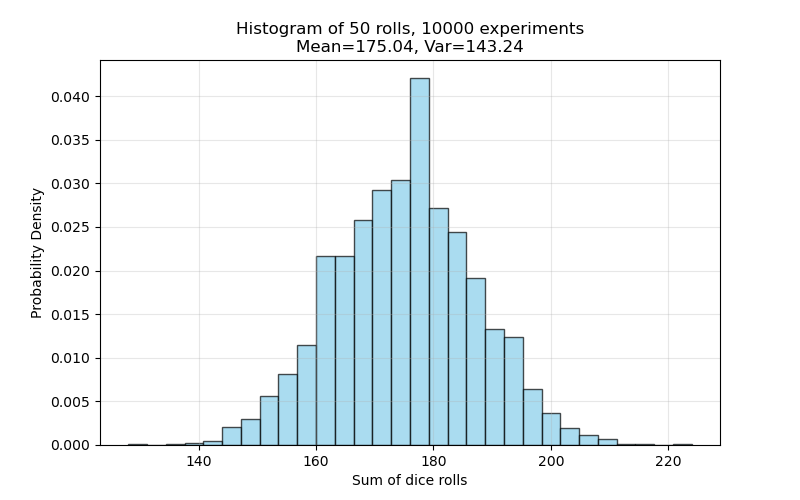 Histogram of 50 rolls, 10000 experiments
Mean=175.04, Var=143.24
0.040
0.035
0.030
0.025
0.020
0.015
0.010
0.005
0.000
Probability Density
140 160 180 200 220
Sum of dice rolls